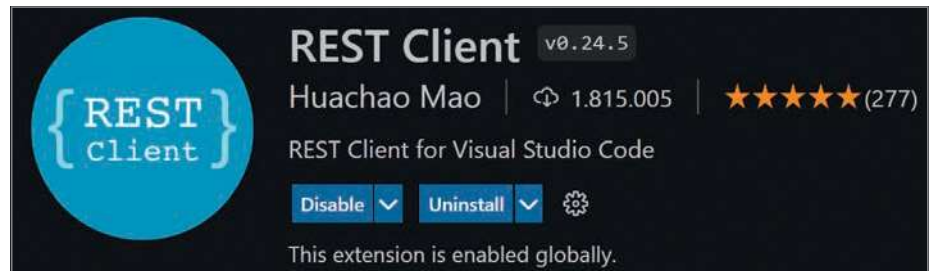 { REST Client }
REST Client v0.24.5
Huachao Mao | 1.815.005 | ★★★★★(277)
REST Client for Visual Studio Code
Disable Uninstall
This extension is enabled globally.